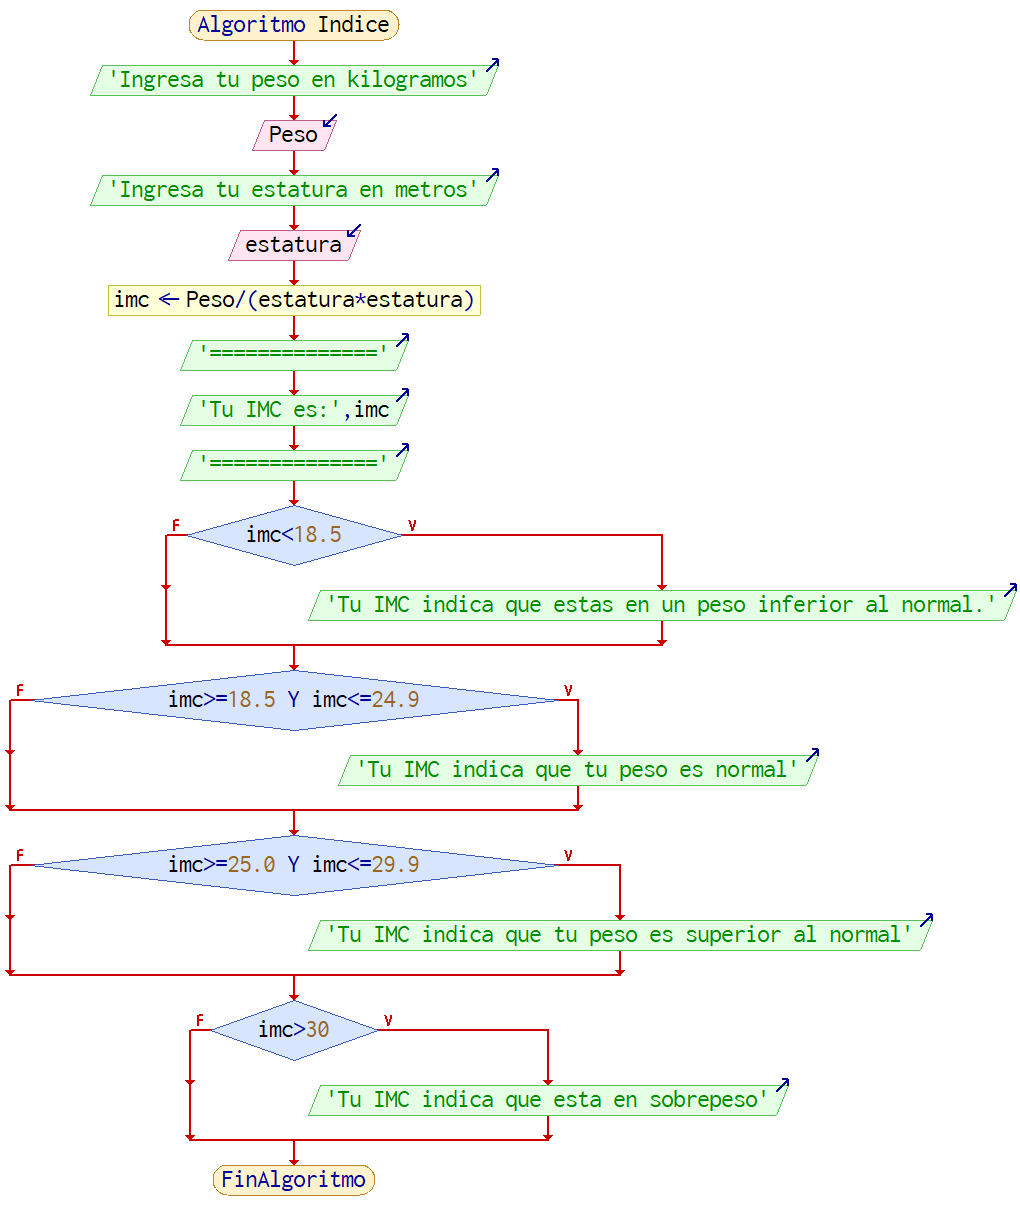 Algoritmo Indice
'Ingresa tu peso en kilogramos'
Peso
'Ingresa tu estatura en metros'
estatura
imc ← Peso/(estatura*estatura)
'=============='
'Tu IMC es:',imc
'=============='
F V
imc<18.5
'Tu IMC indica que estas en un peso inferior al normal.'
F V
imc>=18.5 Y imc<=24.9
'Tu IMC indica que tu peso es normal'
F V
imc>=25.0 Y imc<=29.9
'Tu IMC indica que tu peso es superior al normal'
F V
imc>30
'Tu IMC indica que esta en sobrepeso'
FinAlgoritmo